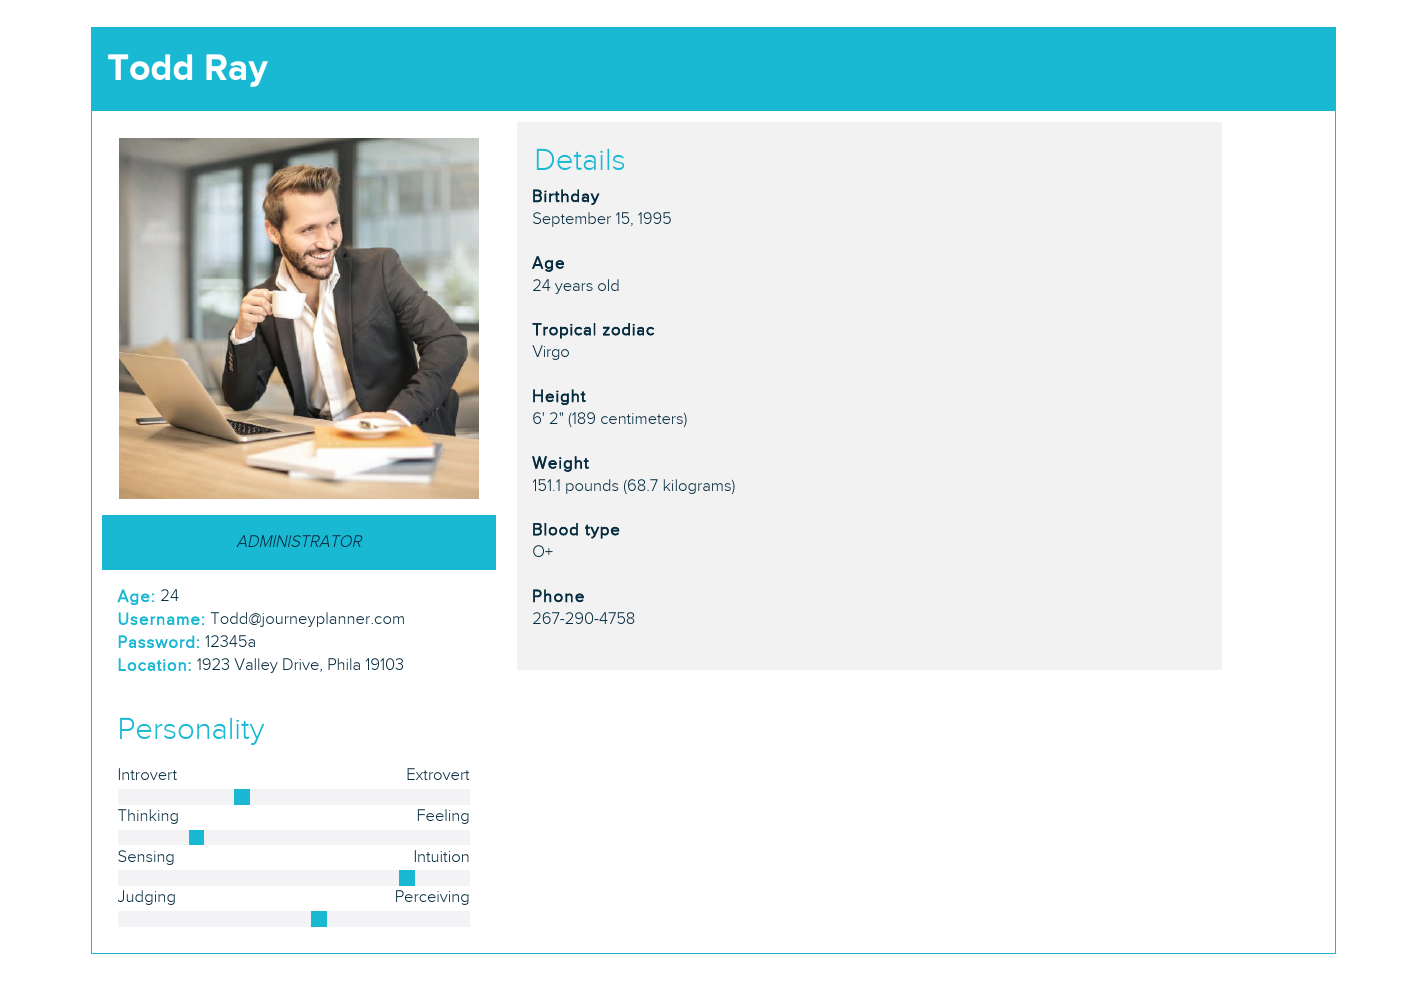 Todd Ray
ADMINISTRATOR
Age: 24
Username: Todd@journeyplanner.com
Password: 12345a
Location: 1923 Valley Drive, Phila 19103
Personality
Introvert Extrovert
Thinking Feeling
Sensing Intuition
Judging Perceiving
Details
Birthday
September 15, 1995
Age
24 years old
Tropical zodiac
Virgo
Height
6' 2" (189 centimeters)
Weight
151.1 pounds (68.7 kilograms)
Blood type
O+
Phone
267-290-4758